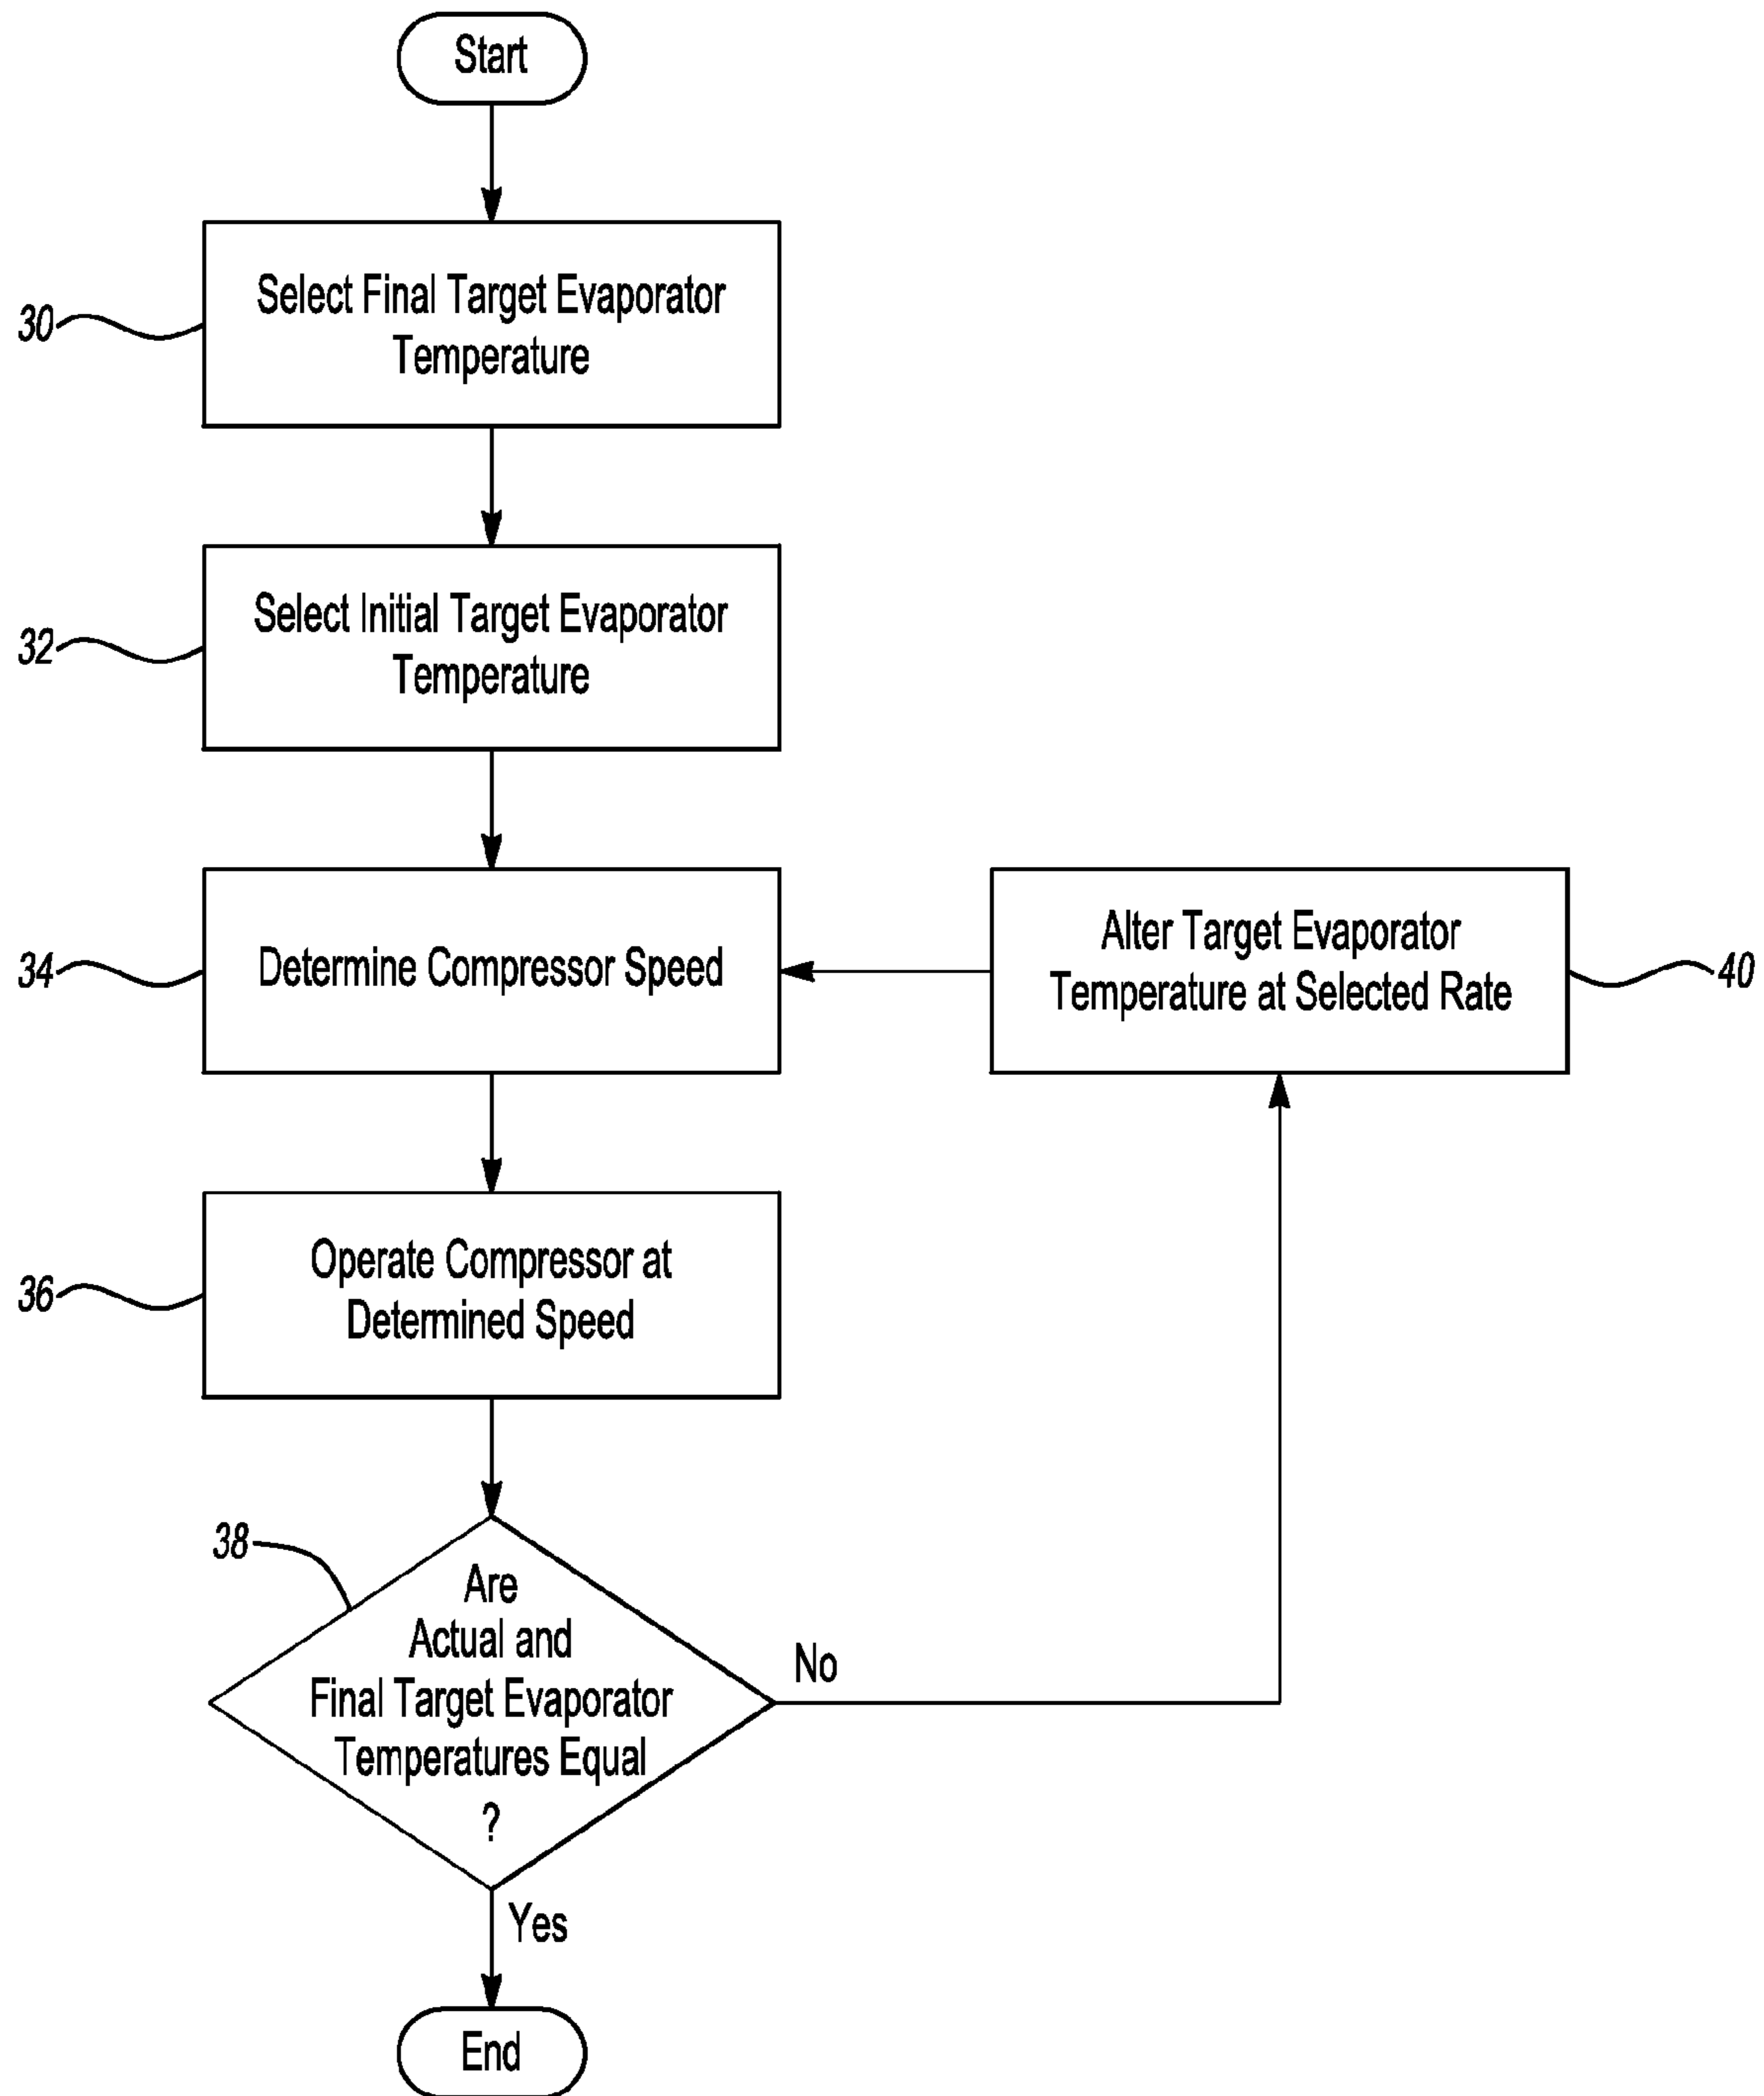 Start
30
Select Final Target Evaporator
Temperature
32
Select Initial Target Evaporator
Temperature
34
Determine Compressor Speed
Alter Target Evaporator
Temperature at Selected Rate
40
36
Operate Compressor at
Determined Speed
38
Are
Actual and
Final Target Evaporator
Temperatures Equal
?
No
Yes
End